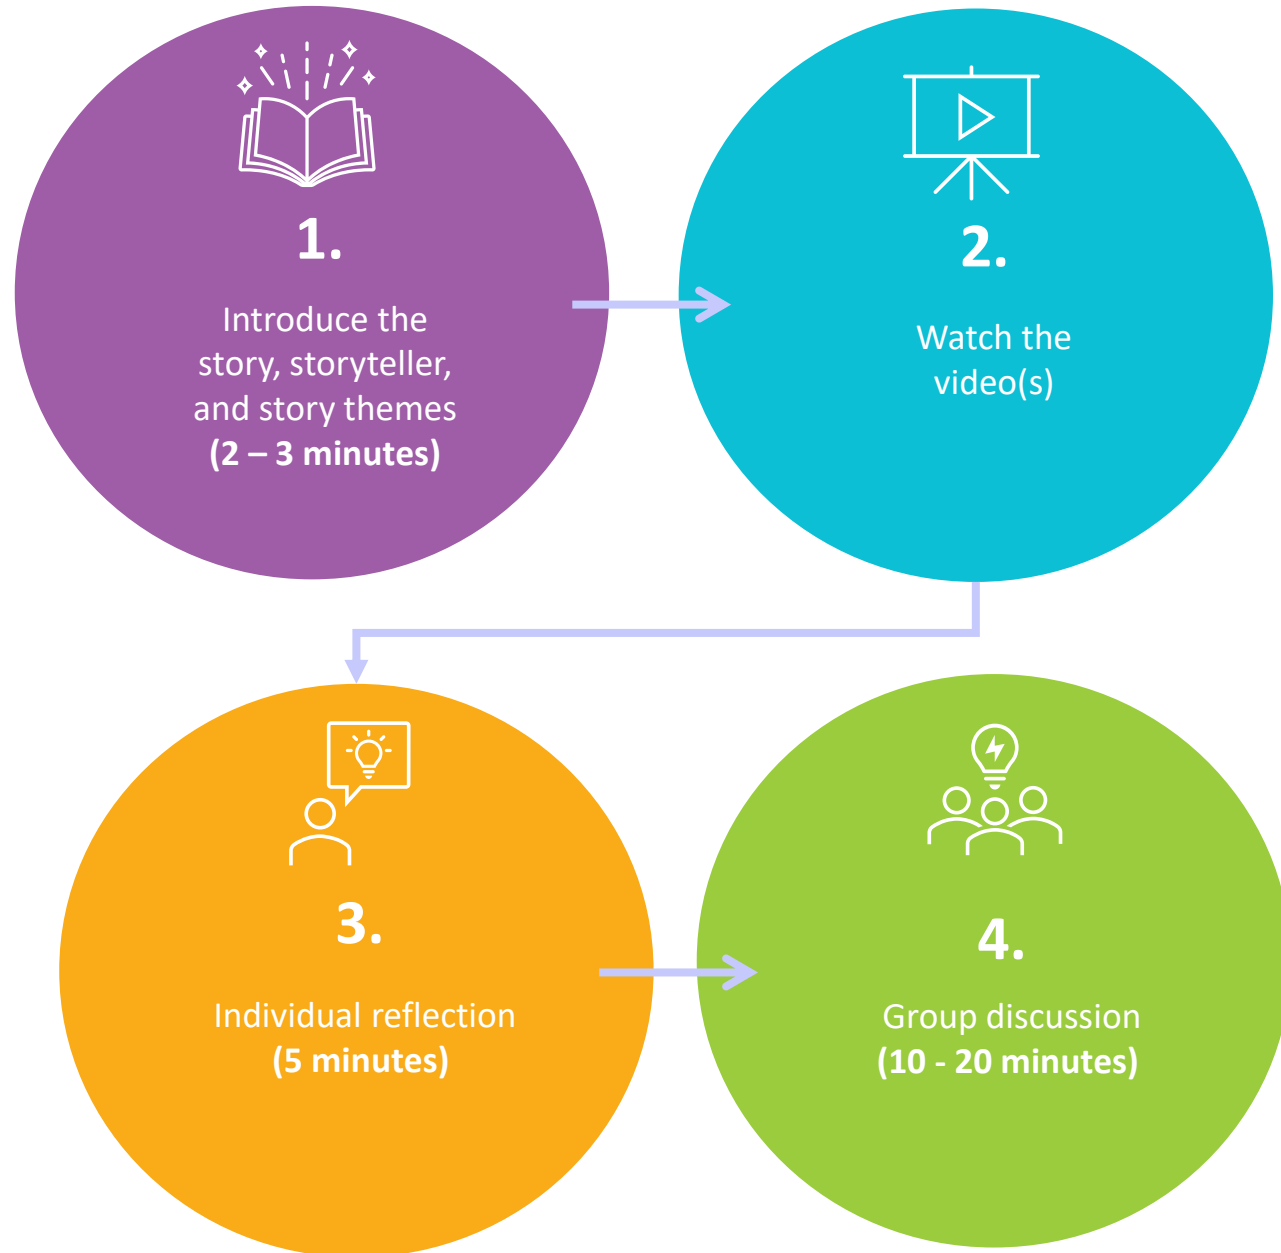 1.
Introduce the
story, storyteller,
and story themes
(2 – 3 minutes)
2.
Watch the
video(s)
3.
Individual reflection
(5 minutes)
4.
Group discussion
(10 - 20 minutes)